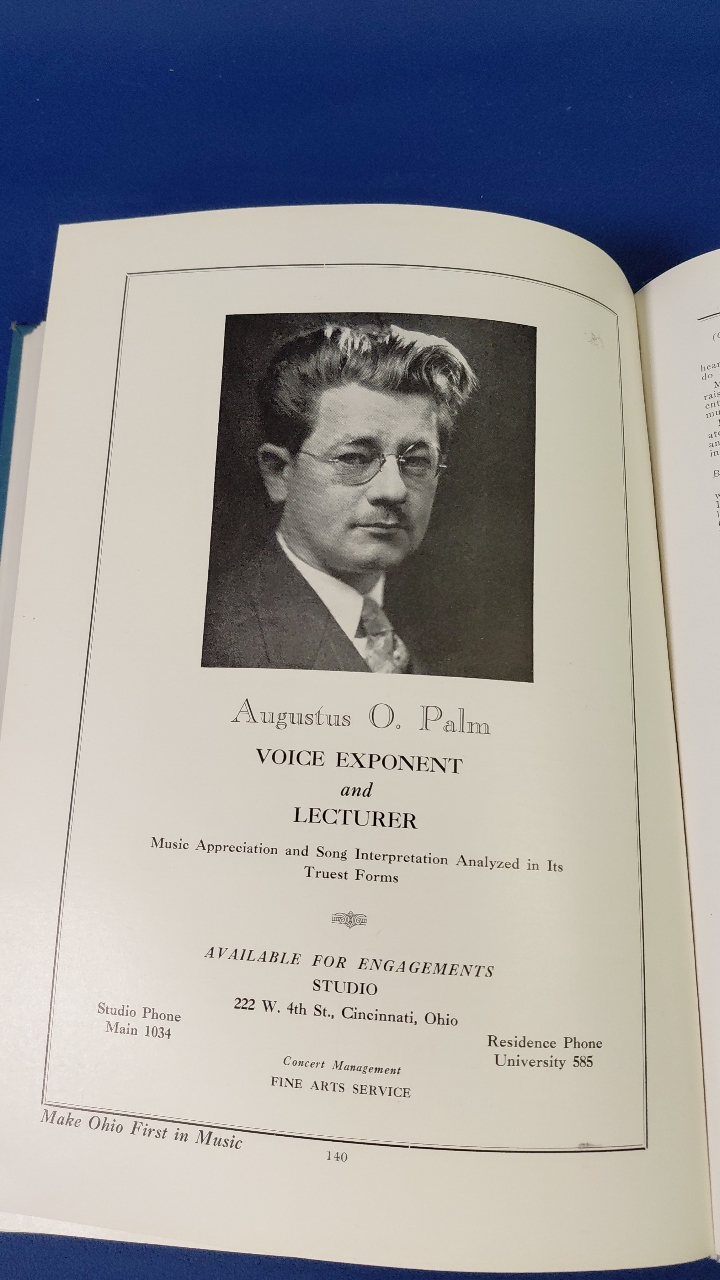 Augustus O. Palm
VOICE EXPONENT
and
LECTURER
Music Appreciation and Song Interpretation Analyzed in Its
Truest Forms
AVAILABLE FOR ENGAGEMENTS
STUDIO
222 W. 4th St., Cincinnati, Ohio
Studio Phone
Main 1034
Residence Phone
University 585
Concert Management
FINE ARTS SERVICE
Make Ohio First in Music
140